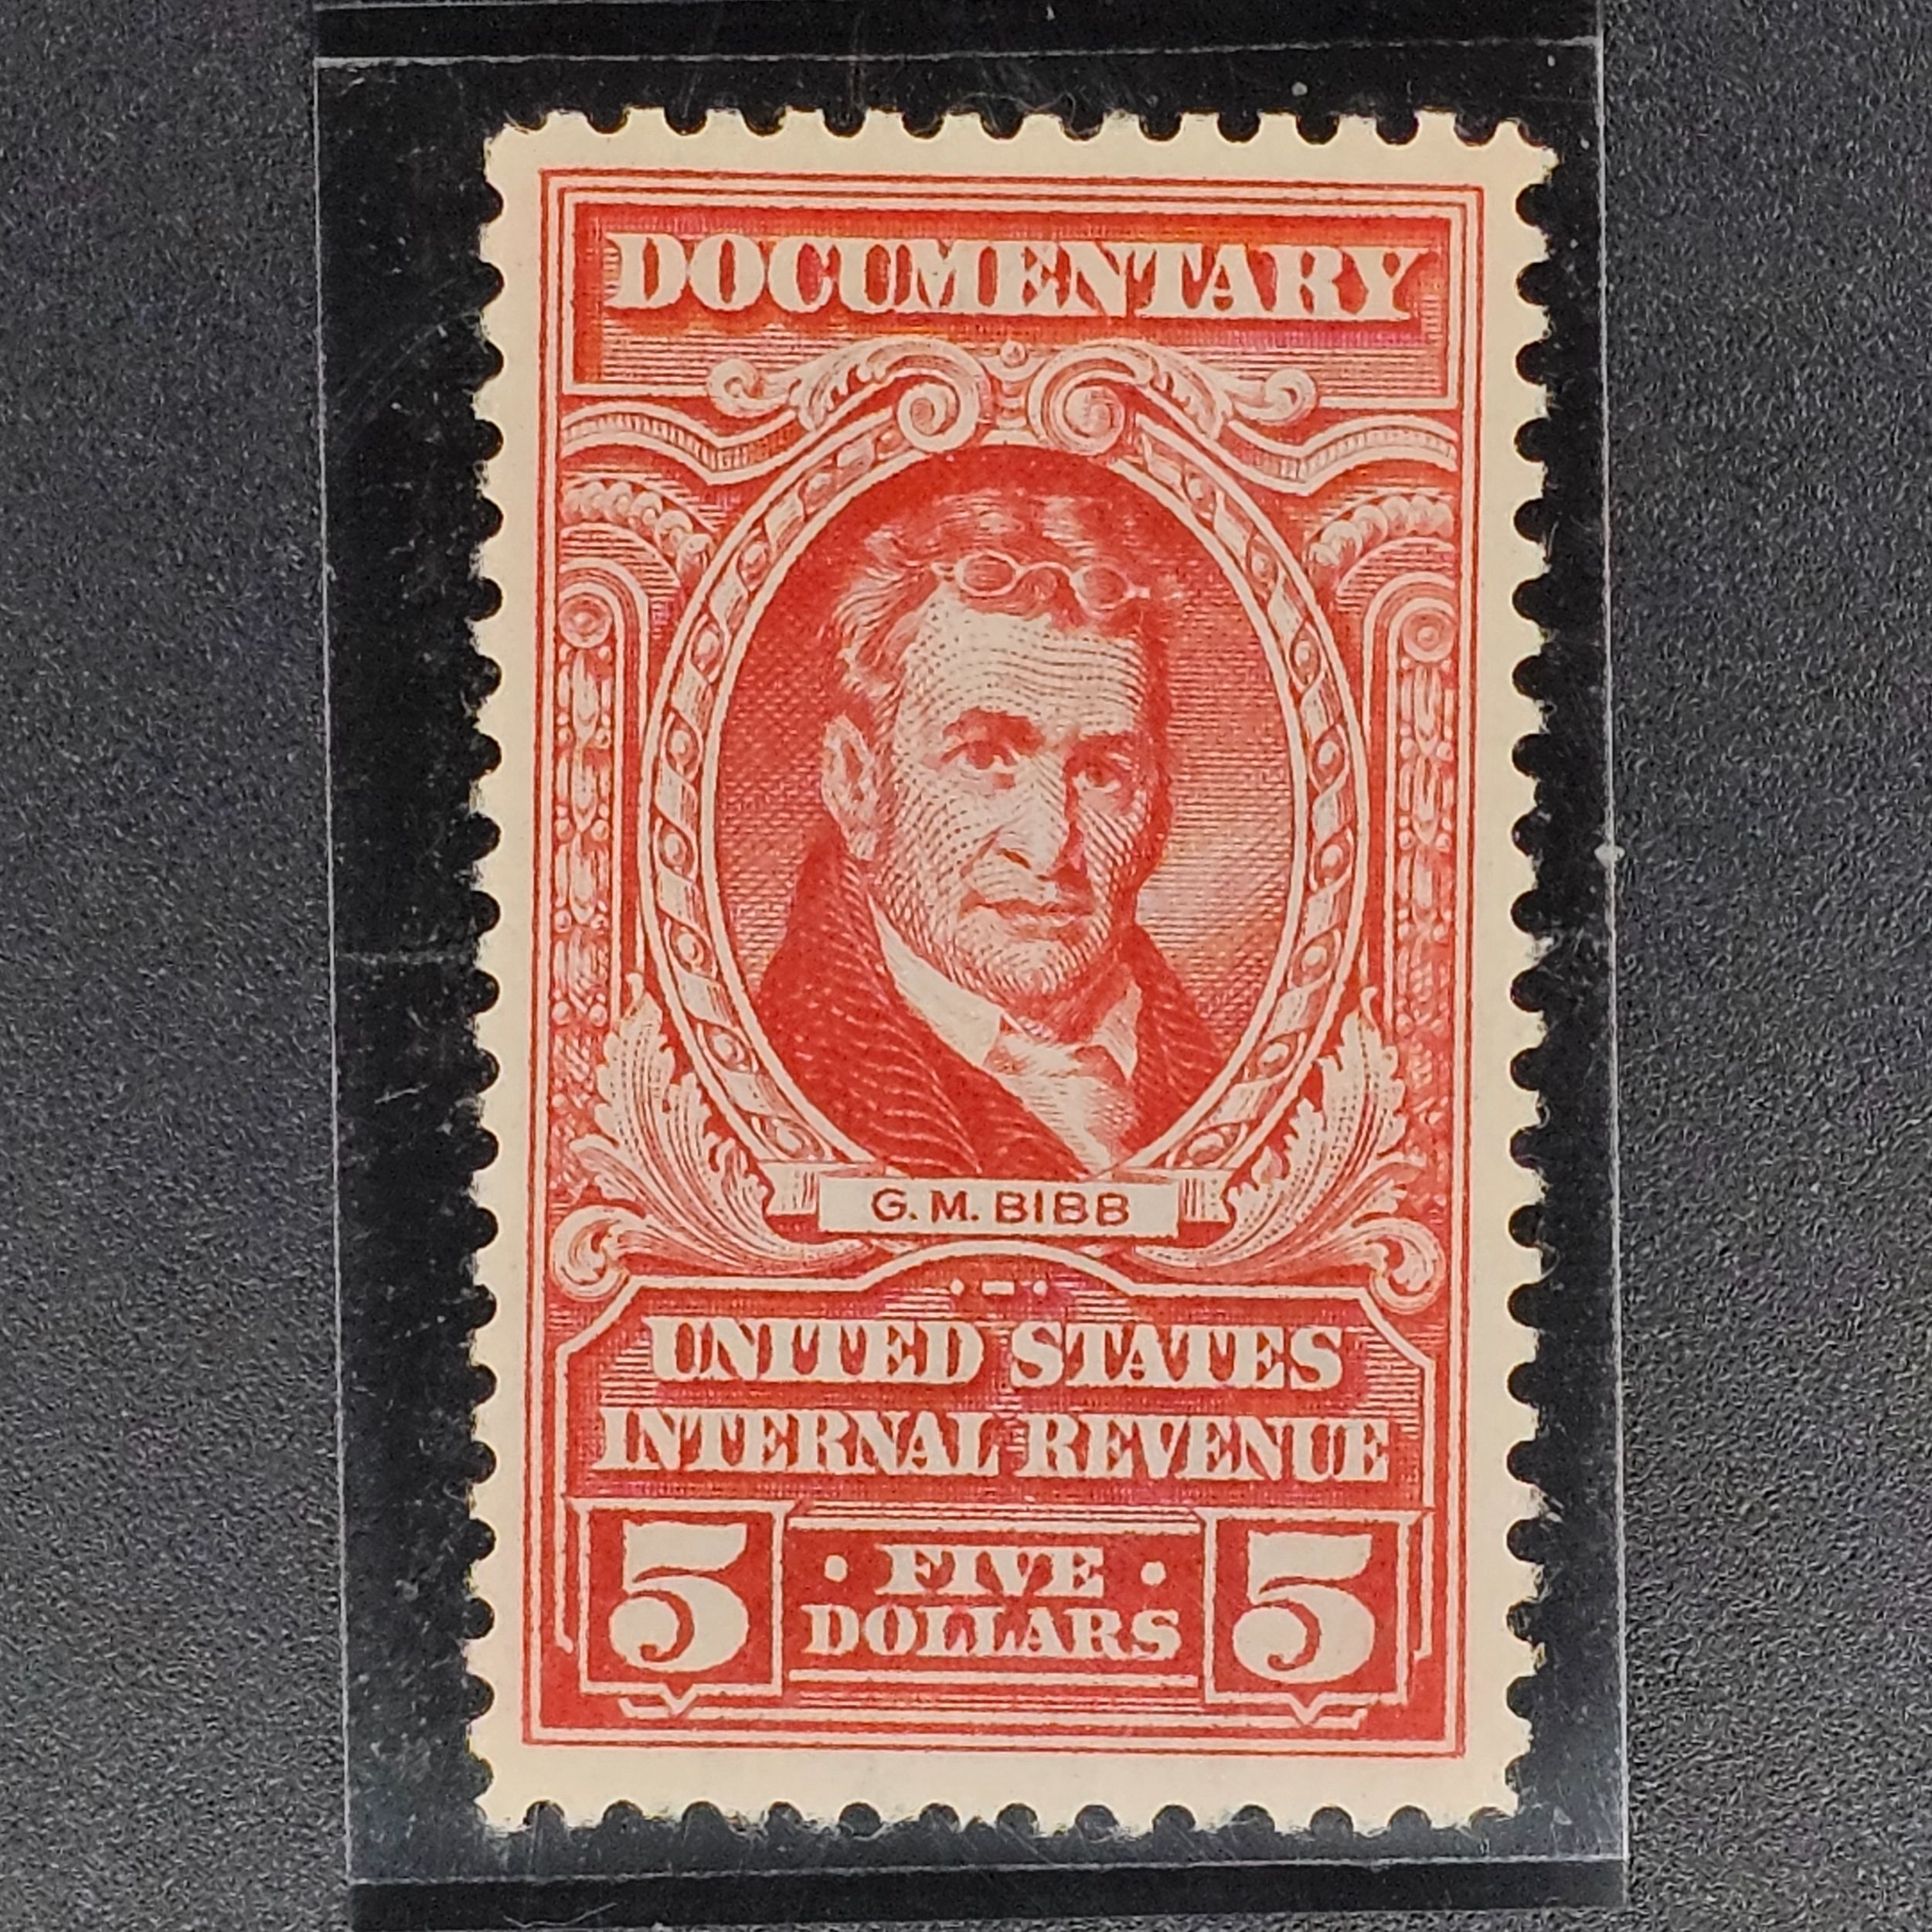 DOCUMENTARY
G. M. BIBB
UNITED STATES
INTERNAL REVENUE
5 · FIVE · 5
DOLLARS